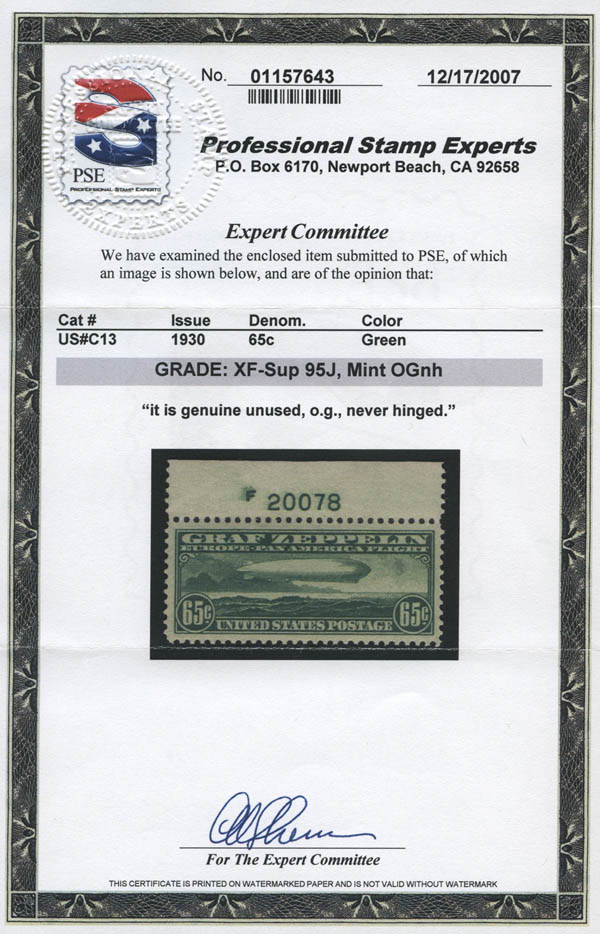 No. 01157643 12/17/2007
PSE
PROFESSIONAL STAMP EXPERTS
EXPERTS
Professional Stamp Experts
P.O. Box 6170, Newport Beach, CA 92658
Expert Committee
We have examined the enclosed item submitted to PSE, of which
an image is shown below, and are of the opinion that:
Cat # Issue Denom. Color
US#C13 1930 65c Green
GRADE: XF-Sup 95J, Mint OGnh
“it is genuine unused, o.g., never hinged.”
F 20078
GRAF ZEPPELIN
EUROPE-PAN AMERICA FLIGHT
65c 65c
UNITED STATES POSTAGE
For The Expert Committee
THIS CERTIFICATE IS PRINTED ON WATERMARKED PAPER AND IS NOT VALID WITHOUT WATERMARK